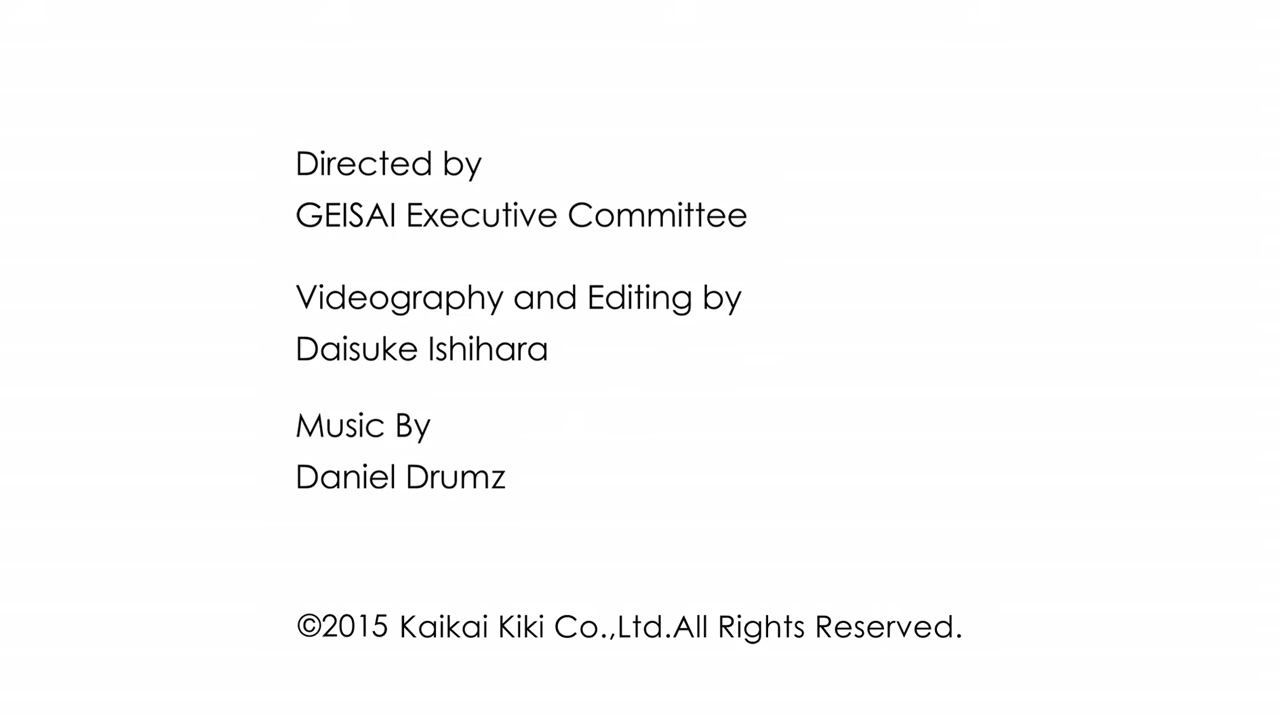 Directed by
GEISAI Executive Committee
Videography and Editing by
Daisuke Ishihara
Music By
Daniel Drumz
©2015 Kaikai Kiki Co.,Ltd.All Rights Reserved.